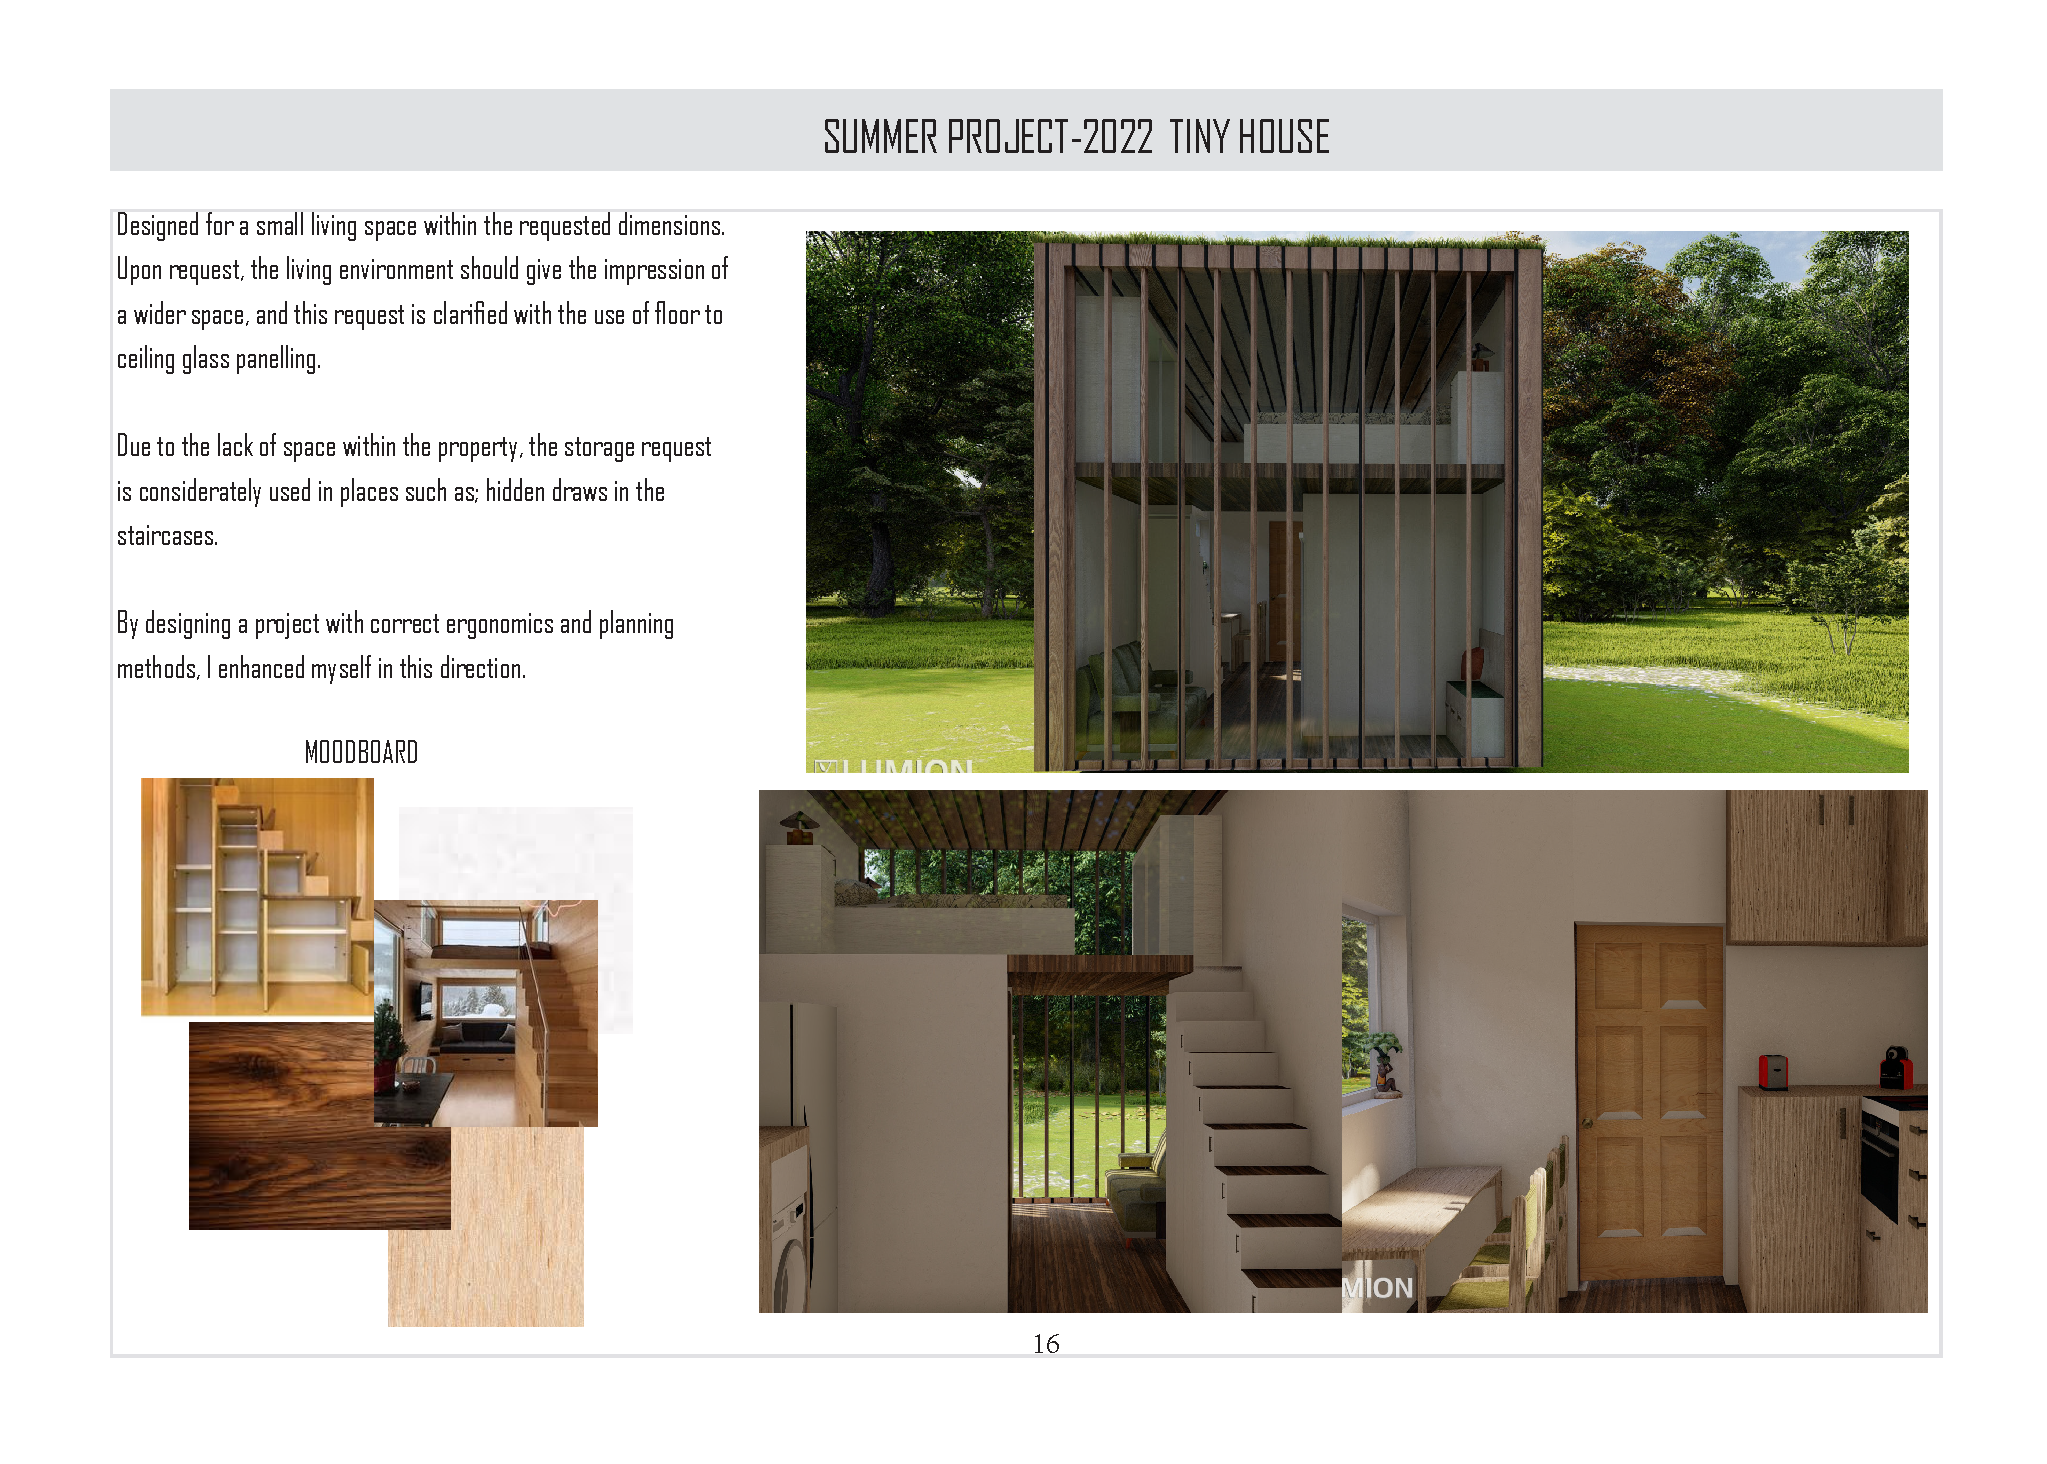 SUMMER PROJECT-2022 TINY HOUSE
Designed for a small living space within the requested dimensions.
Upon request, the living environment should give the impression of
a wider space, and this request is clarified with the use of floor to
ceiling glass panelling.
Due to the lack of space within the property, the storage request
is considerately used in places such as; hidden draws in the
staircases.
By designing a project with correct ergonomics and planning
methods, I enhanced myself in this direction.
MOODBOARD
LUMION
MION
16